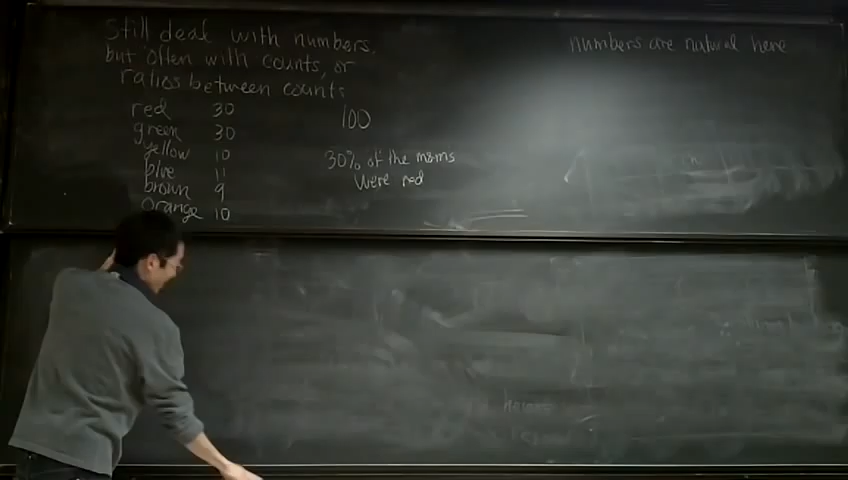 Still deal with numbers,
but often with counts, or
ratios between counts
red 30
green 30
yellow 10
blue 11
brown 9
orange 10
100
30% of the m&ms
were red
numbers are natural here